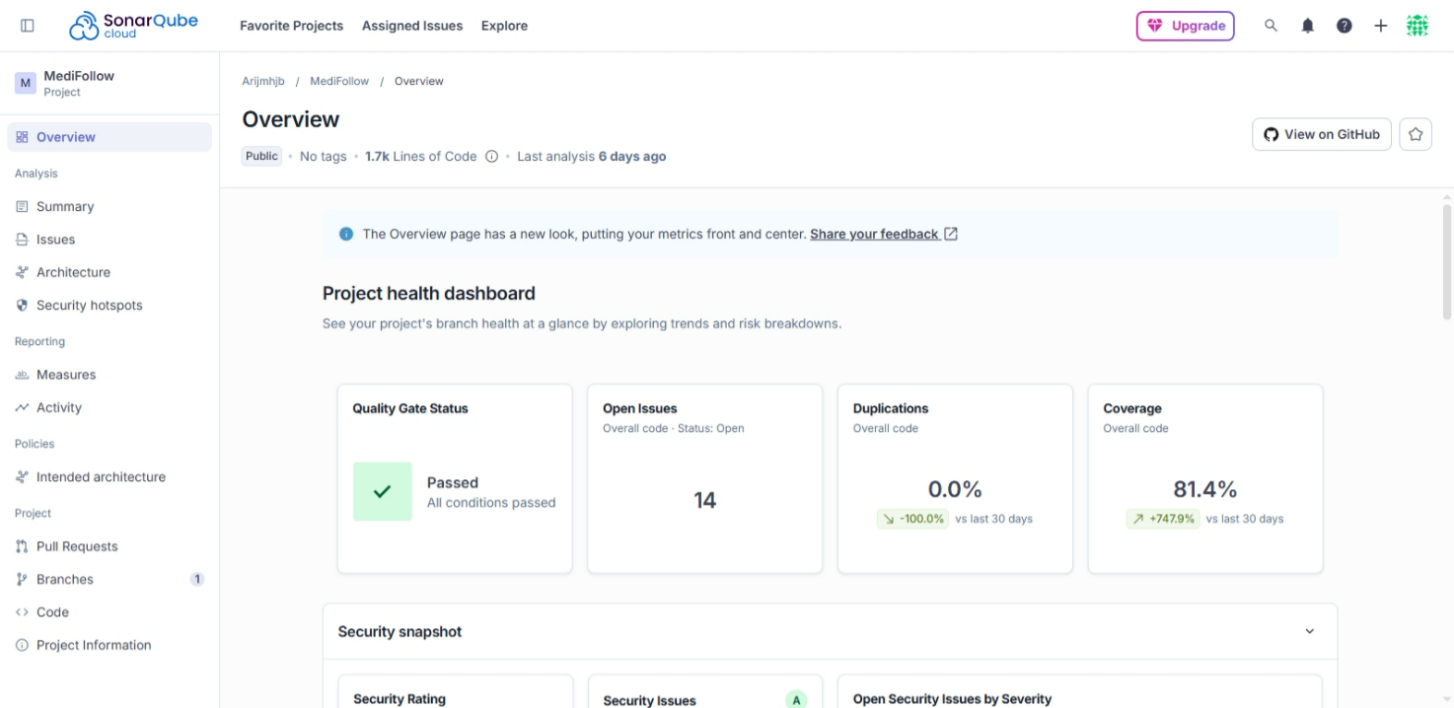 SonarQube cloud
Favorite Projects Assigned Issues Explore
Upgrade
M MediFollow
Project
Overview
Analysis
Summary
Issues
Architecture
Security hotspots
Reporting
Measures
Activity
Policies
Intended architecture
Project
Pull Requests
Branches 1
Code
Project Information
Arijmhjb / MediFollow / Overview
Overview
View on GitHub
Public • No tags • 1.7k Lines of Code • Last analysis 6 days ago
The Overview page has a new look, putting your metrics front and center. Share your feedback
Project health dashboard
See your project's branch health at a glance by exploring trends and risk breakdowns.
Quality Gate Status
Passed
All conditions passed
Open Issues
Overall code · Status: Open
14
Duplications
Overall code
0.0%
-100.0% vs last 30 days
Coverage
Overall code
81.4%
+747.9% vs last 30 days
Security snapshot
Security Rating
Security Issues A
Open Security Issues by Severity